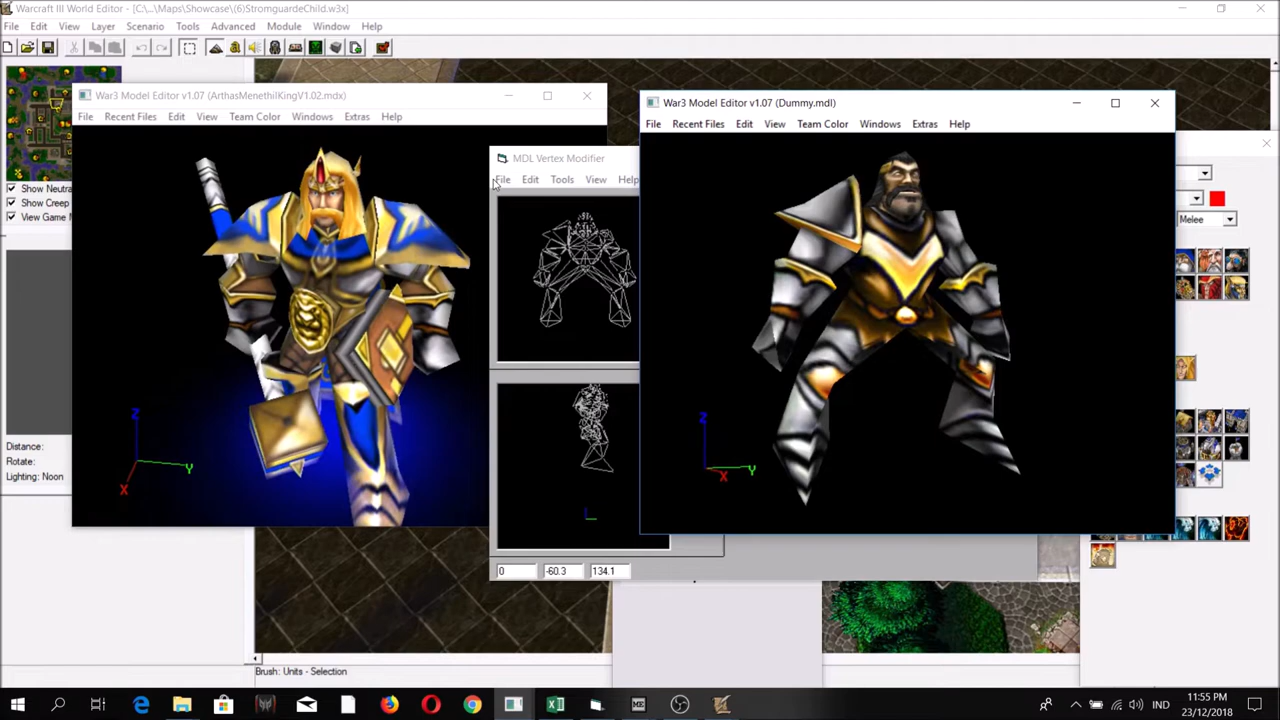 Warcraft III World Editor - [C:\...\Maps\Showcase\(6)StromguardeChild.w3x]
File Edit View Layer Scenario Tools Advanced Module Window Help
War3 Model Editor v1.07 (ArthasMenethilKingV1.02.mdx)
File Recent Files Edit View Team Color Windows Extras Help
War3 Model Editor v1.07 (Dummy.mdl)
File Recent Files Edit View Team Color Windows Extras Help
MDL Vertex Modifier
File Edit Tools View Help
Show Neutra
Show Creep
View Game
Melee
Z
Y
X
Z
Y
X
Distance:
Rotate:
Lighting: Noon
0 -60.3 134.1
Brush: Units - Selection
ME
IND
11:55 PM
23/12/2018